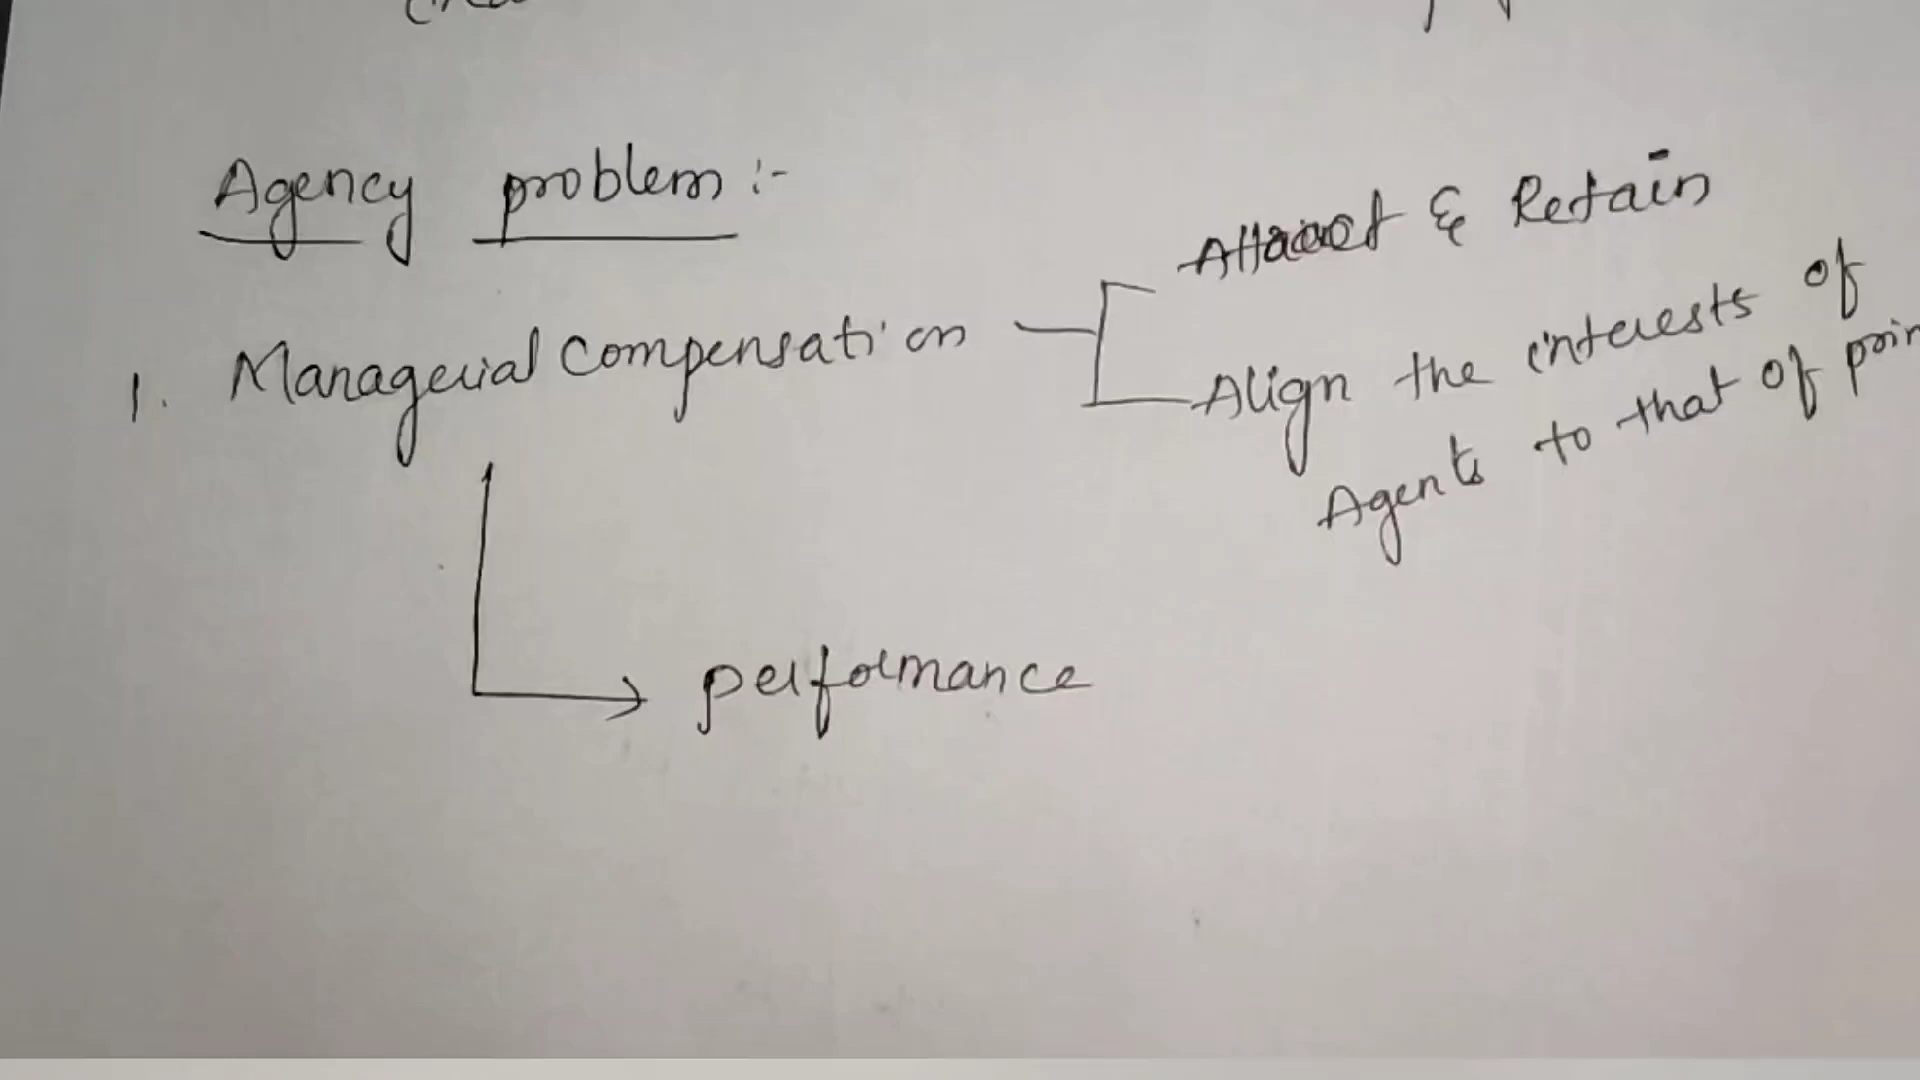 Agency problem :-
1. Managerial Compensation
Attract & Retain
Align the interests of
Agents to that of
performance